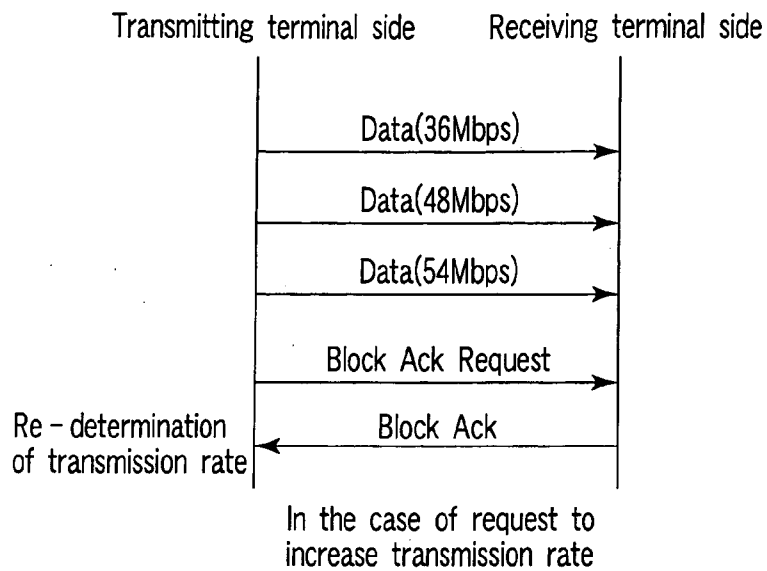 Transmitting terminal side
Receiving terminal side
Data(36Mbps)
Data(48Mbps)
Data(54Mbps)
Block Ack Request
Block Ack
Re-determination
of transmission rate
In the case of request to
increase transmission rate